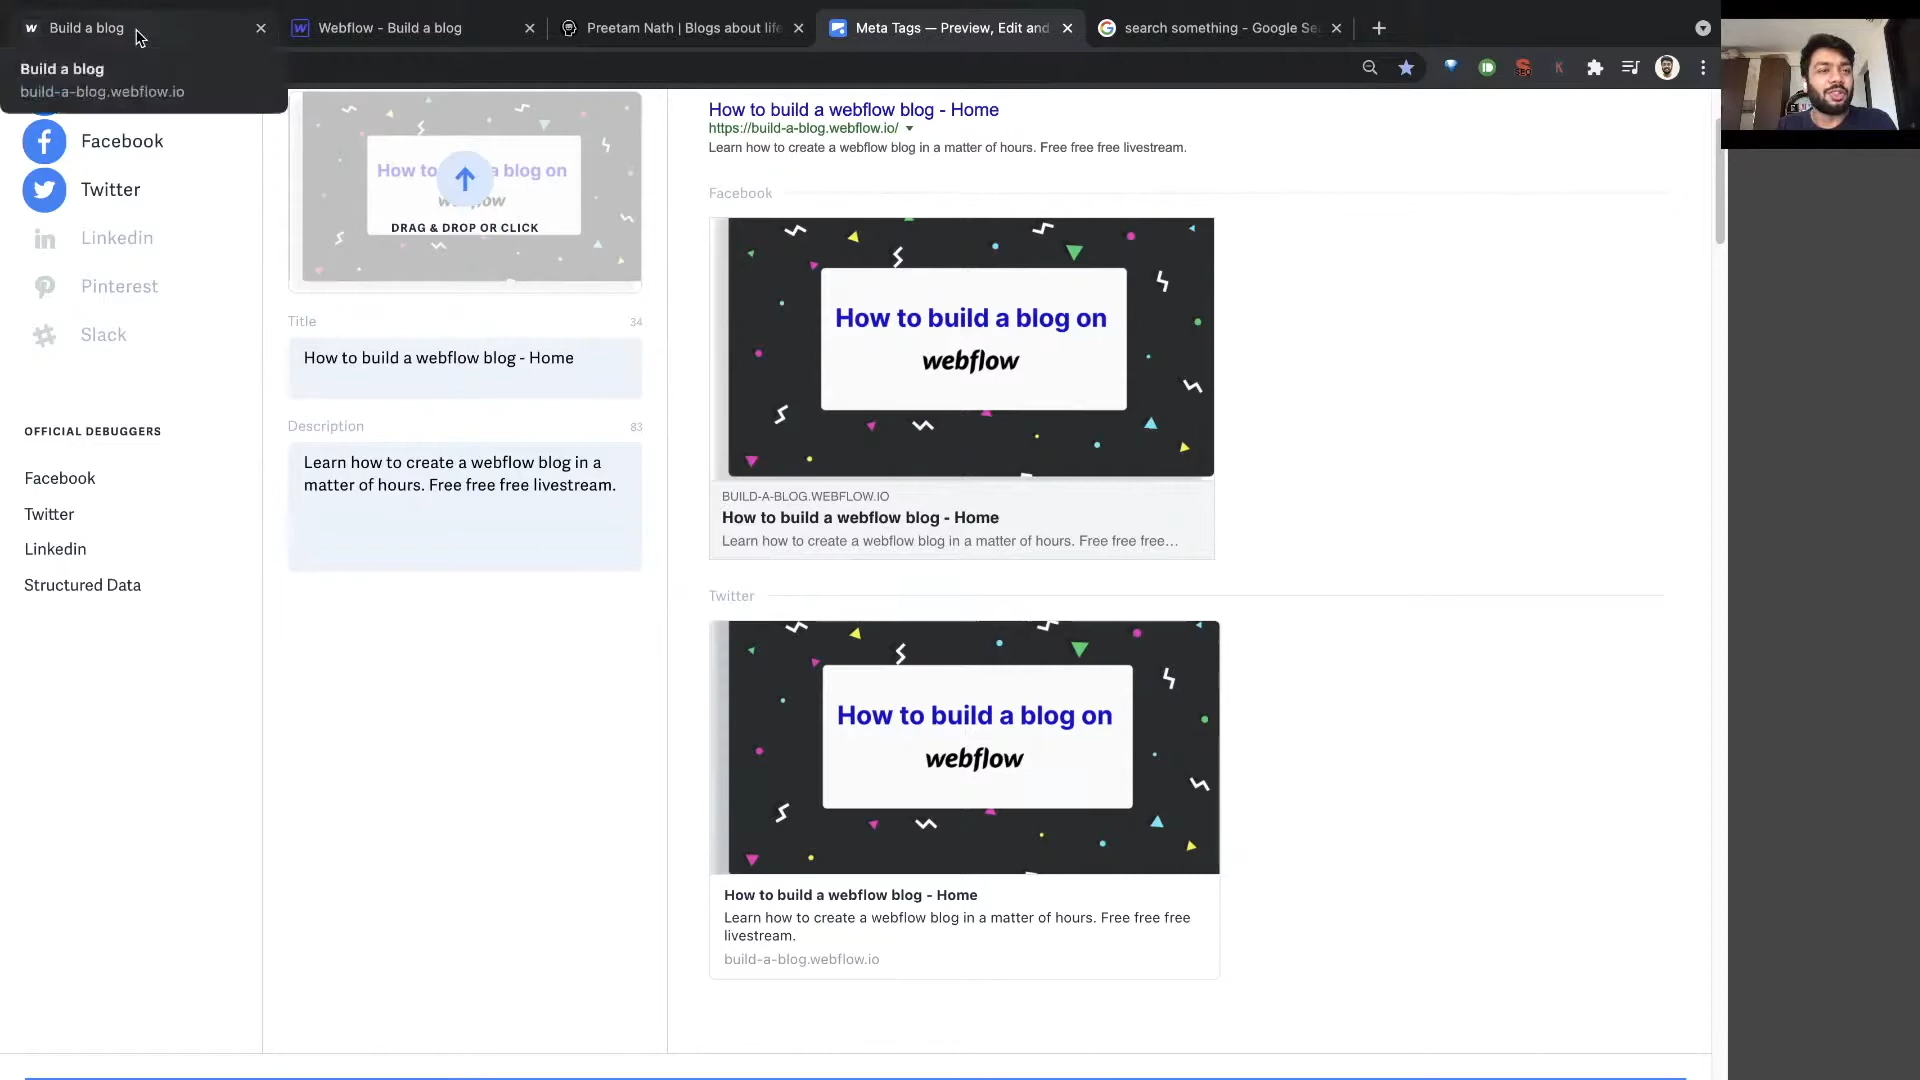 Build a blog
Webflow - Build a blog
Preetam Nath | Blogs about life
Meta Tags — Preview, Edit and
search something - Google Se
Build a blog
build-a-blog.webflow.io
SEO
K
Facebook
Twitter
Linkedin
Pinterest
Slack
OFFICIAL DEBUGGERS
Facebook
Twitter
Linkedin
Structured Data
How to a blog on
webflow
DRAG & DROP OR CLICK
Title 34
How to build a webflow blog - Home
Description 83
Learn how to create a webflow blog in a
matter of hours. Free free free livestream.
How to build a webflow blog - Home
https://build-a-blog.webflow.io/
Learn how to create a webflow blog in a matter of hours. Free free free livestream.
Facebook
How to build a blog on
webflow
BUILD-A-BLOG.WEBFLOW.IO
How to build a webflow blog - Home
Learn how to create a webflow blog in a matter of hours. Free free free...
Twitter
How to build a blog on
webflow
How to build a webflow blog - Home
Learn how to create a webflow blog in a matter of hours. Free free free
livestream.
build-a-blog.webflow.io